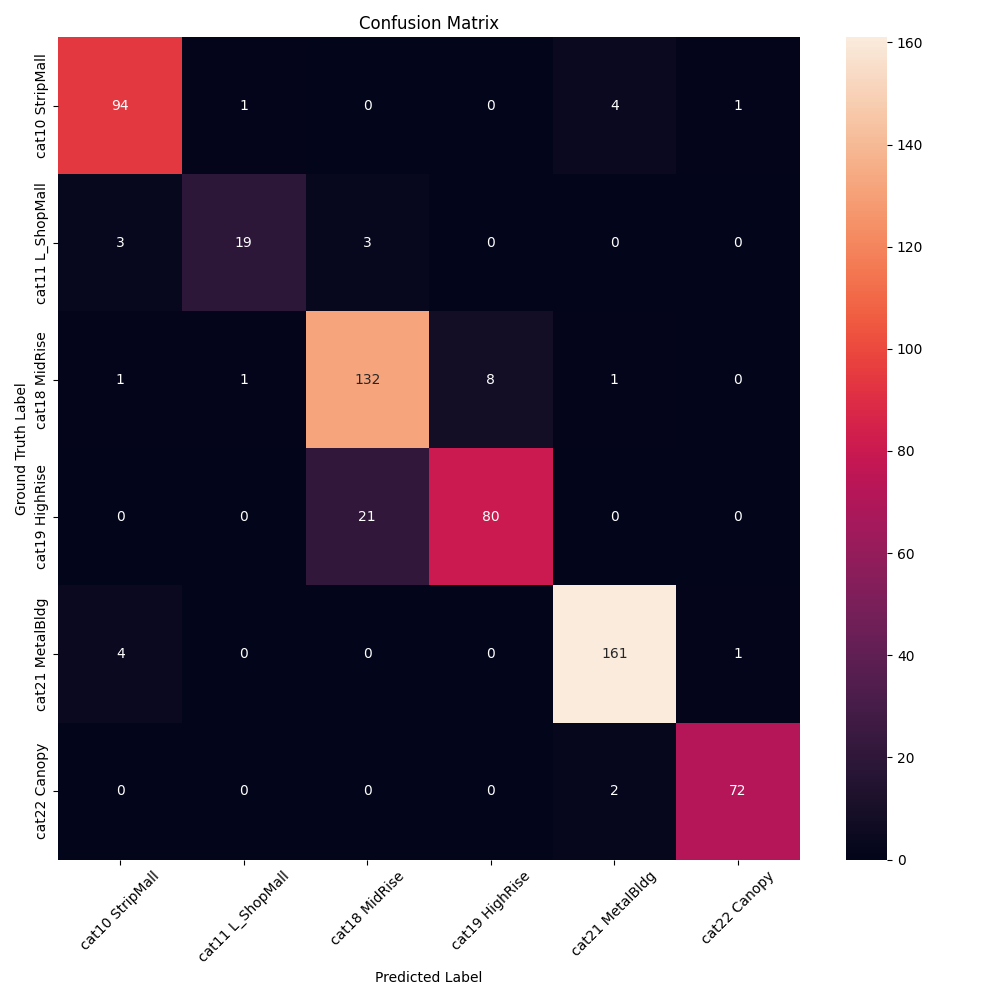 Confusion Matrix
Ground Truth Label
cat10 StripMall
94 1 0 0 4 1
cat11 L_ShopMall
3 19 3 0 0 0
cat18 MidRise
1 1 132 8 1 0
cat19 HighRise
0 0 21 80 0 0
cat21 MetalBldg
4 0 0 0 161 1
cat22 Canopy
0 0 0 0 2 72
cat10 StripMall
cat11 L_ShopMall
cat18 MidRise
cat19 HighRise
cat21 MetalBldg
cat22 Canopy
Predicted Label
160
140
120
100
80
60
40
20
0